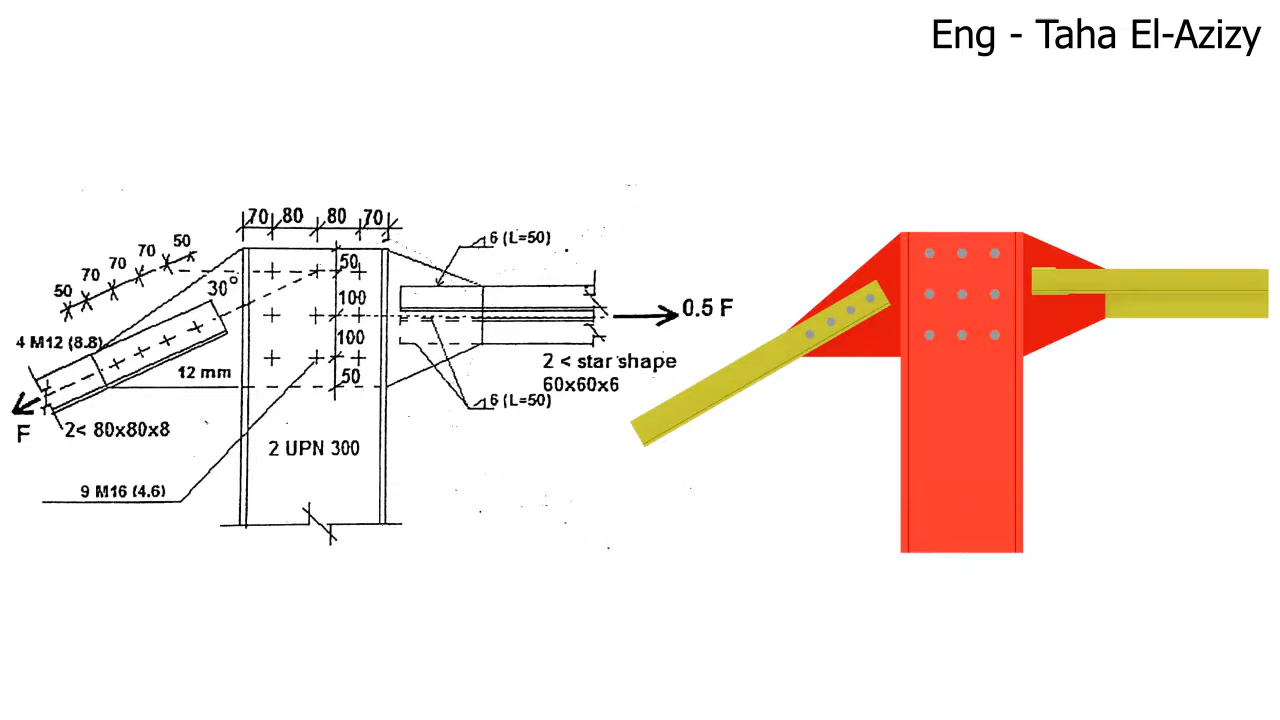 Eng - Taha El-Azizy
70 80 80 70
6 (L=50)
50
70
70
70
50
30°
50
100
100
50
0.5 F
4 M12 (8.8)
12 mm
2 < star shape
60x60x6
6 (L=50)
F
2< 80x80x8
2 UPN 300
9 M16 (4.6)